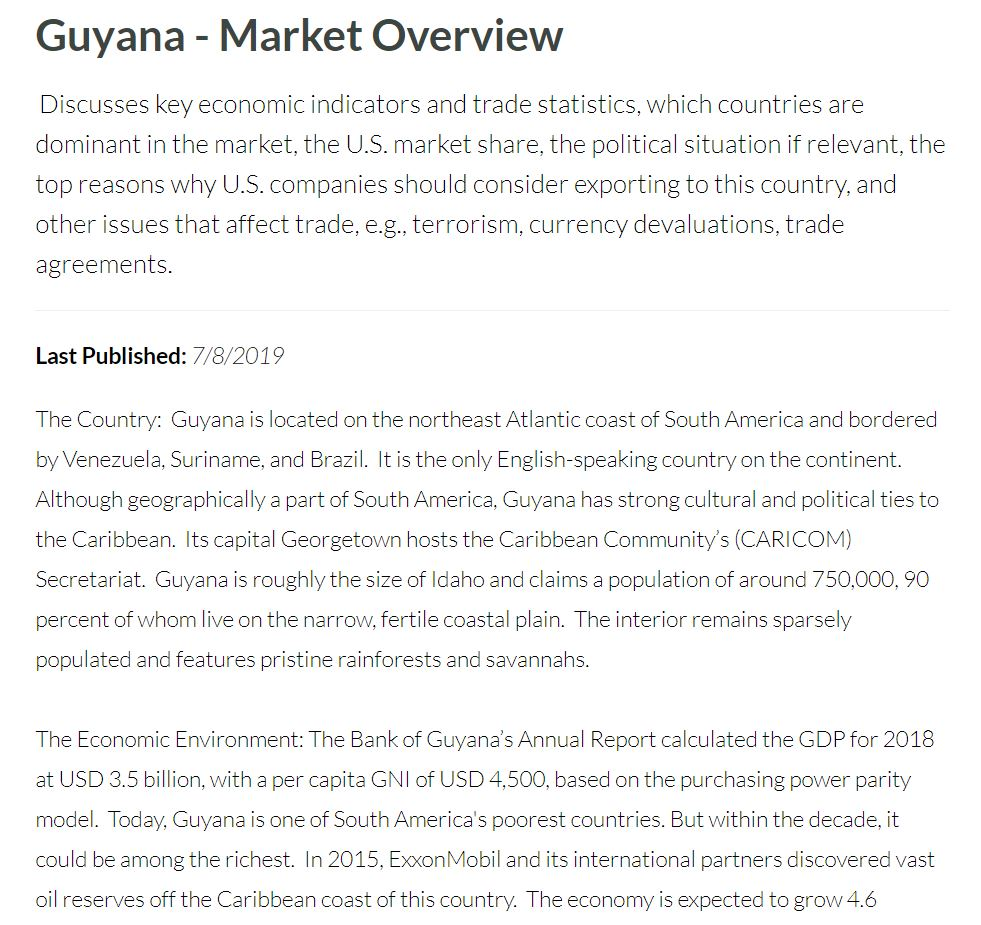 Guyana - Market Overview
Discusses key economic indicators and trade statistics, which countries are
dominant in the market, the U.S. market share, the political situation if relevant, the
top reasons why U.S. companies should consider exporting to this country, and
other issues that affect trade, e.g., terrorism, currency devaluations, trade
agreements.
Last Published: 7/8/2019
The Country:  Guyana is located on the northeast Atlantic coast of South America and bordered
by Venezuela, Suriname, and Brazil.  It is the only English-speaking country on the continent.
Although geographically a part of South America, Guyana has strong cultural and political ties to
the Caribbean.  Its capital Georgetown hosts the Caribbean Community’s (CARICOM)
Secretariat.  Guyana is roughly the size of Idaho and claims a population of around 750,000, 90
percent of whom live on the narrow, fertile coastal plain.  The interior remains sparsely
populated and features pristine rainforests and savannahs.
The Economic Environment: The Bank of Guyana’s Annual Report calculated the GDP for 2018
at USD 3.5 billion, with a per capita GNI of USD 4,500, based on the purchasing power parity
model.  Today, Guyana is one of South America's poorest countries. But within the decade, it
could be among the richest.  In 2015, ExxonMobil and its international partners discovered vast
oil reserves off the Caribbean coast of this country.  The economy is expected to grow 4.6